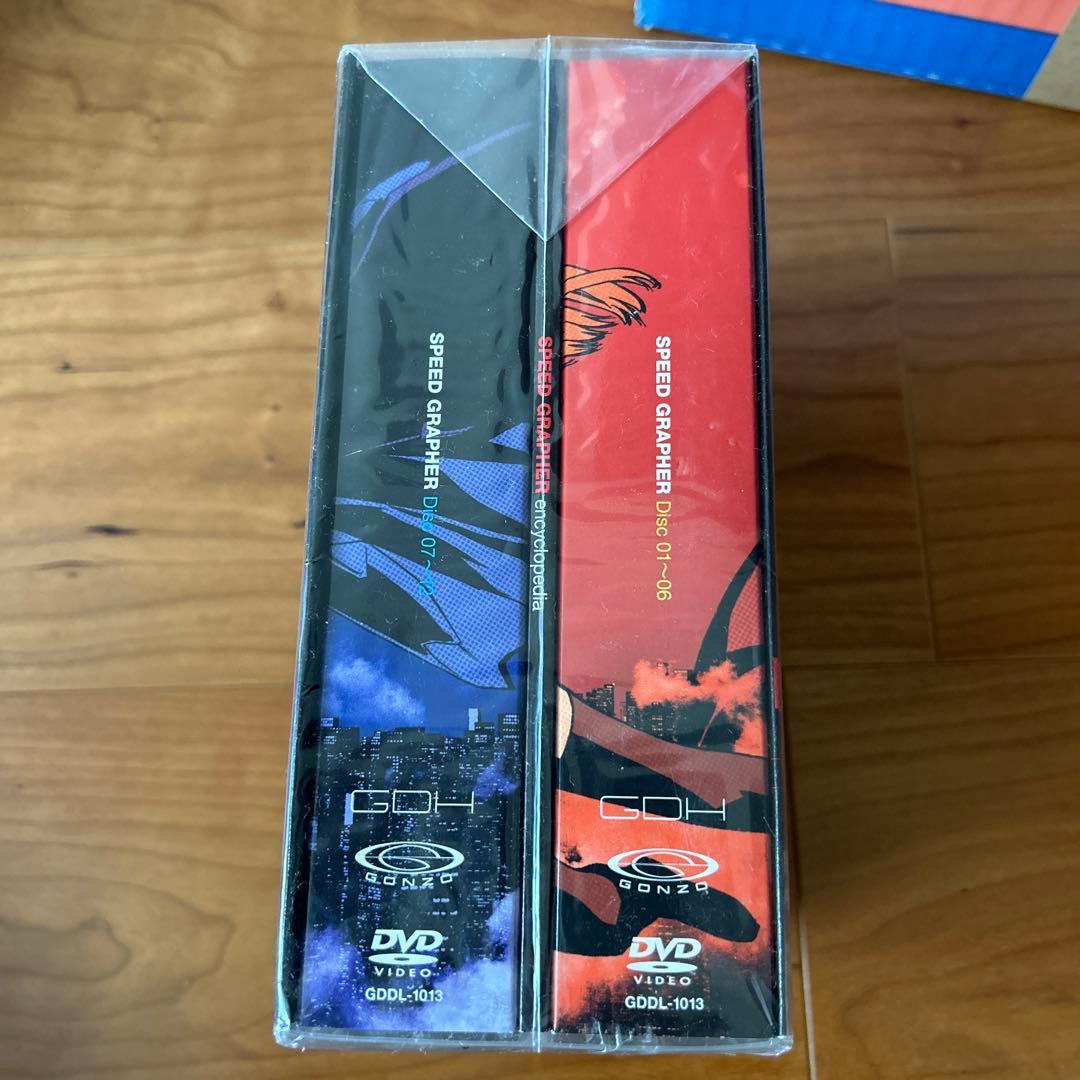 SPEED GRAPHER Disc 07～12
GDH
GONZO
DVD
VIDEO
GDDL-1013
SPEED GRAPHER encyclopedia
SPEED GRAPHER Disc 01～06
GDH
GONZO
DVD
VIDEO
GDDL-1013